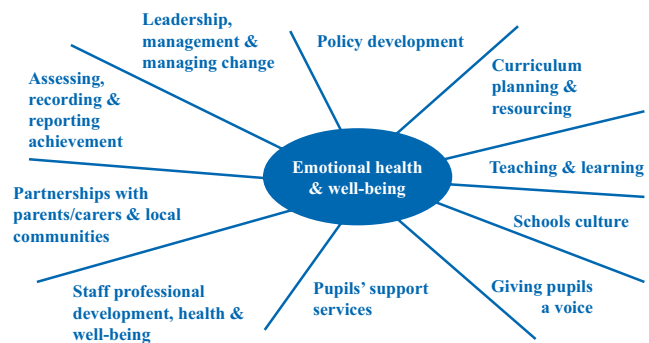 Leadership,
management &
managing change
Policy development
Curriculum
planning &
resourcing
Assessing,
recording &
reporting
achievement
Emotional health
& well-being
Teaching & learning
Partnerships with
parents/carers & local
communities
Schools culture
Staff professional
development, health &
well-being
Pupils’ support
services
Giving pupils
a voice